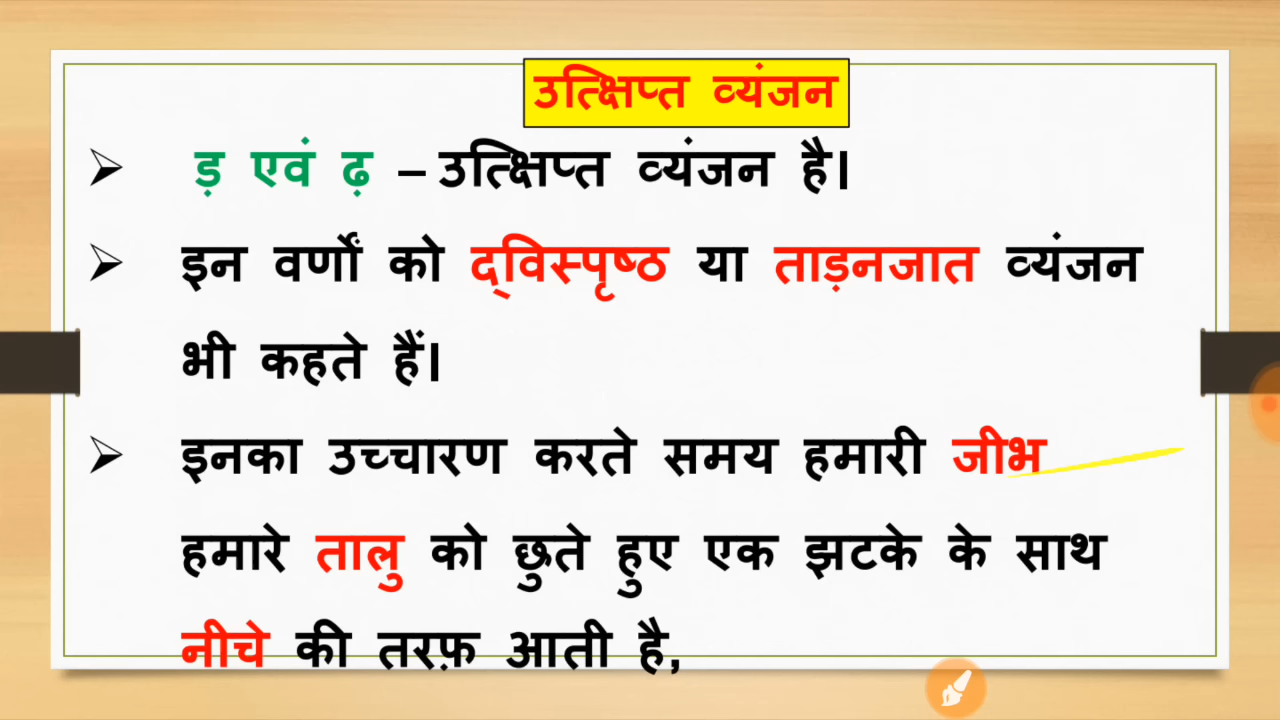 उत्क्षिप्त व्यंजन
➢ ड़ एवं ढ़ – उत्क्षिप्त व्यंजन है।
➢ इन वर्णों को द्विस्पृष्ठ या ताड़नजात व्यंजन
भी कहते हैं।
➢ इनका उच्चारण करते समय हमारी जीभ
हमारे तालु को छुते हुए एक झटके के साथ
नीचे की तरफ़ आती है,